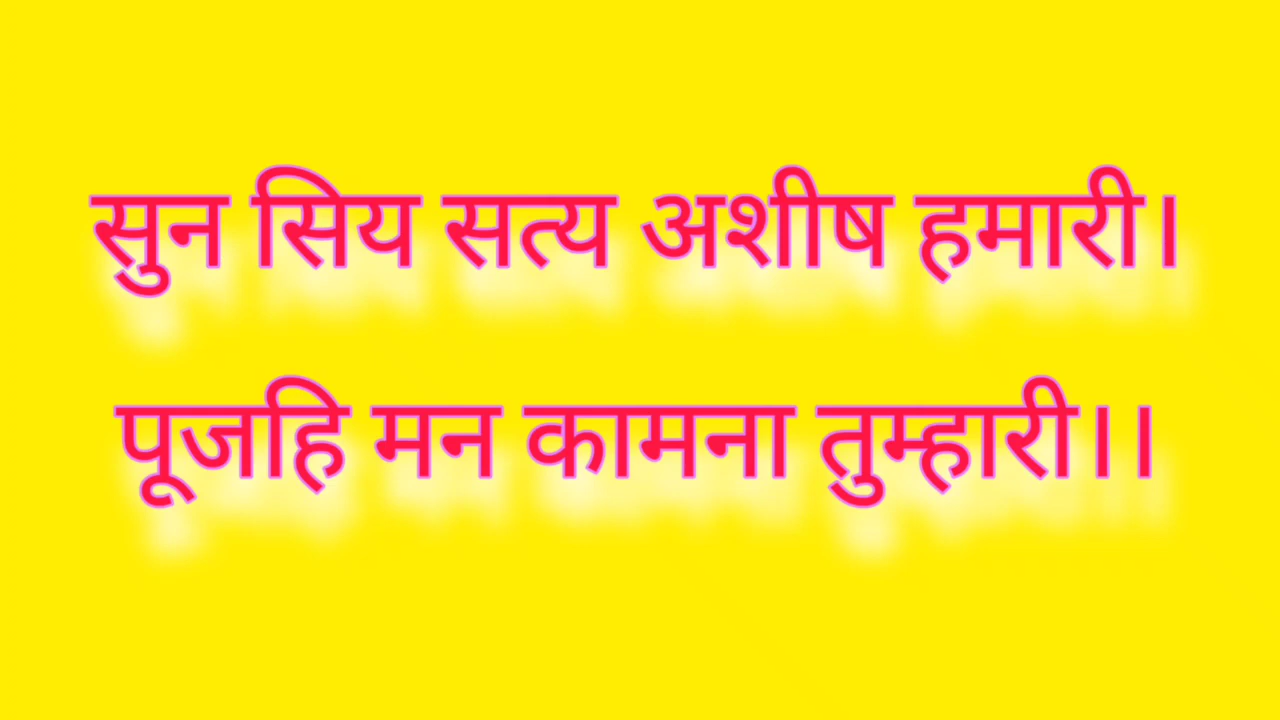 सुन सिय सत्य अशीष हमारी।
पूजहि मन कामना तुम्हारी।।